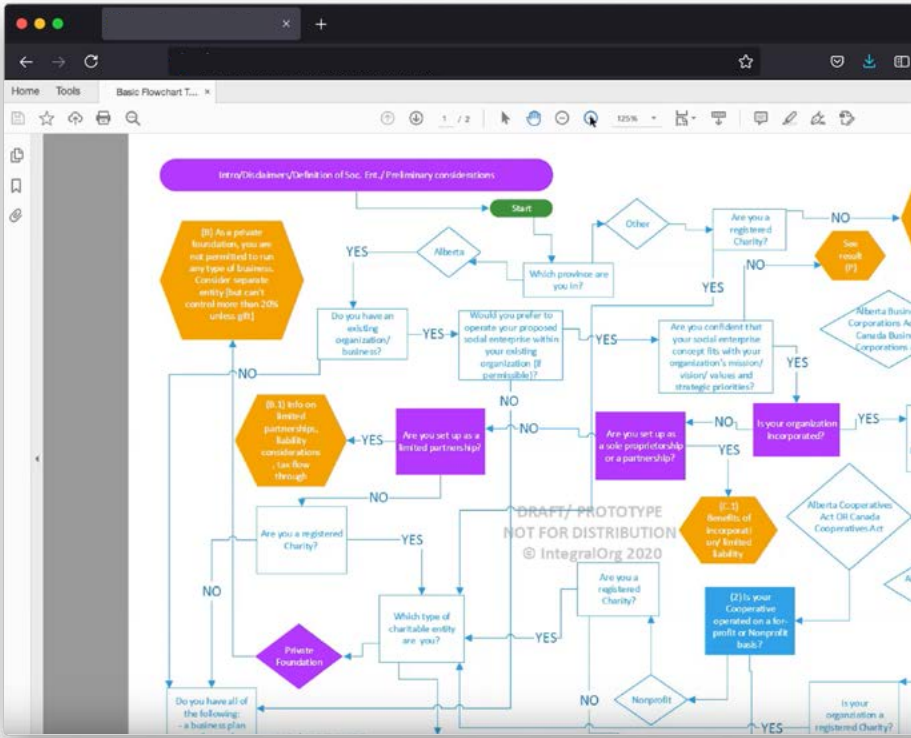 Home Tools Basic Flowchart T... ×
1 / 2 125%
Intro/Disclaimers/Definition of Soc. Ent./ Preliminary considerations
Start
(B) As a private
foundation, you are
not permitted to run
any type of business.
Consider separate
entity (but can't
control more than 20%
unless gift)
YES
Alberta
Which province are
you in?
Other
Are you a
registered
Charity?
NO
See
result
(P)
NO
YES
Do you have an
existing
organization/
business?
YES
Would you prefer to
operate your proposed
social enterprise within
your existing
organization (if
permissible)?
YES
Are you confident that
your social enterprise
concept fits with your
organization's mission/
vision/ values and
strategic priorities?
YES
Alberta Busin
Corporations Ac
Canada Busin
Corporations
NO
NO
(B.1) Info on
limited
partnerships,
liability
considerations
, tax flow
through
YES
Are you set up as a
limited partnership?
NO
Are you set up as
a sole proprietorship
or a partnership?
NO
Is your organization
incorporated?
YES
YES
NO
DRAFT/ PROTOTYPE
NOT FOR DISTRIBUTION
© IntegralOrg 2020
(C.1)
Benefits of
incorporati
on/ limited
liability
Alberta Cooperatives
Act OR Canada
Cooperatives Act
Are you a registered
Charity?
YES
NO
Which type of
charitable entity
are you?
Private
Foundation
Are you a
registered
Charity?
YES
(2) Is your
Cooperative
operated on a for-
profit or Nonprofit
basis?
Nonprofit
NO
YES
Do you have all of
the following:
- a business plan
Is your
organization a
registered Charity?